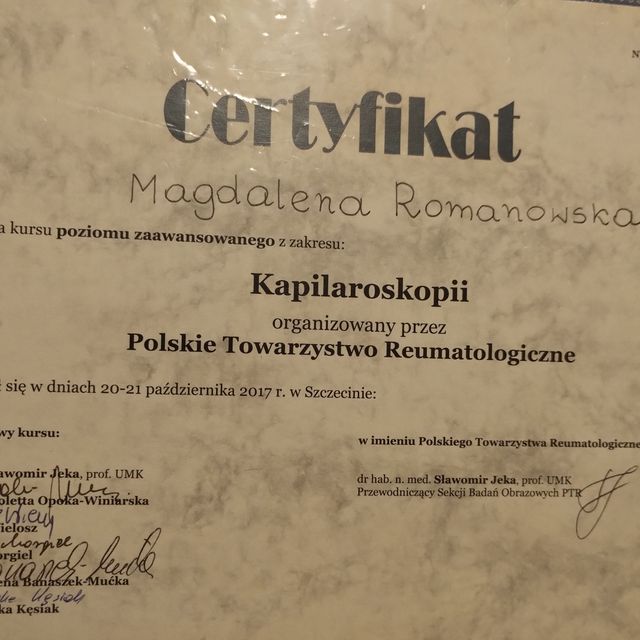 N
Certyfikat
Magdalena Romanowska
a kursu poziomu zaawansowanego z zakresu:
Kapilaroskopii
organizowany przez
Polskie Towarzystwo Reumatologiczne
się w dniach 20-21 października 2017 r. w Szczecinie:
wy kursu:
w imieniu Polskiego Towarzystwa Reumatologiczne
awomir Jeka, prof. UMK
oletta Opoka-Winiarska
ielosz
orgiel
ena Banaszek-Mućka
ka Kęsiak
dr hab. n. med. Sławomir Jeka, prof. UMK
Przewodniczący Sekcji Badań Obrazowych PTR